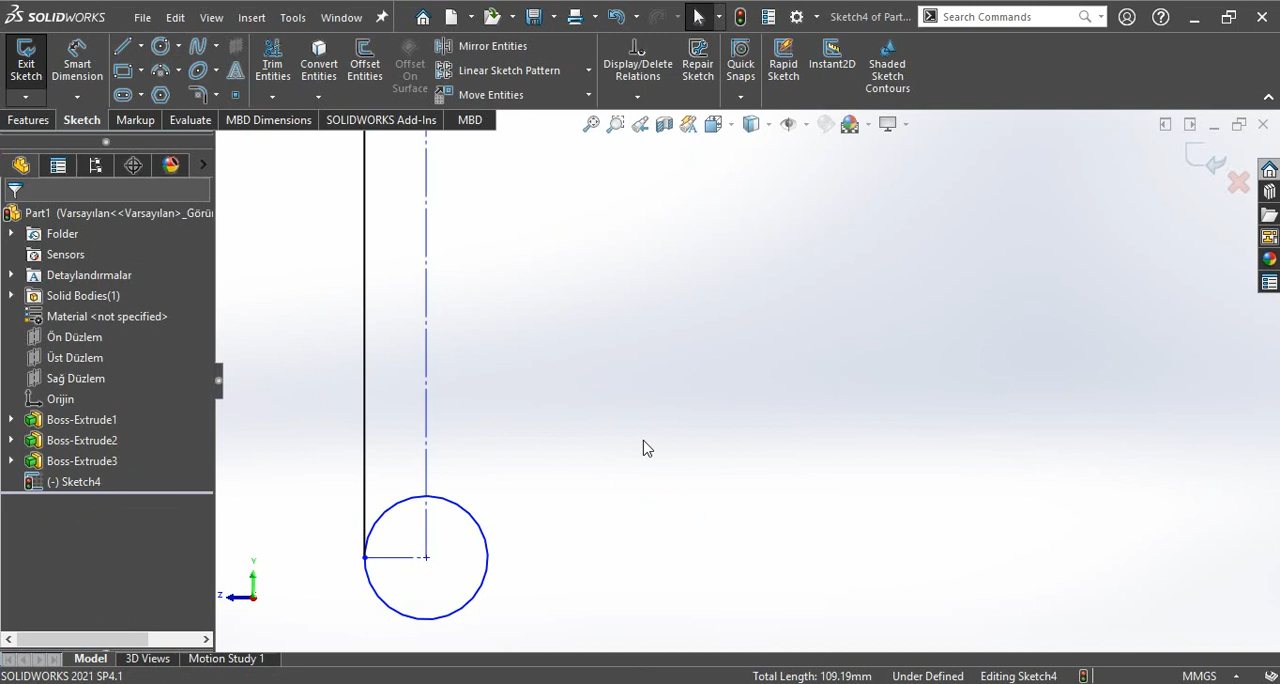 SOLIDWORKS File Edit View Insert Tools Window Sketch4 of Part... Search Commands
Exit Sketch
Smart Dimension
Trim Entities
Convert Entities
Offset Entities
Offset On Surface
Mirror Entities
Linear Sketch Pattern
Move Entities
Display/Delete Relations
Repair Sketch
Quick Snaps
Rapid Sketch
Instant2D
Shaded Sketch Contours
Features Sketch Markup Evaluate MBD Dimensions SOLIDWORKS Add-Ins MBD
Part1 (Varsayılan<<Varsayılan>_Görü
Folder
Sensors
Detaylandırmalar
Solid Bodies(1)
Material <not specified>
Ön Düzlem
Üst Düzlem
Sağ Düzlem
Orijin
Boss-Extrude1
Boss-Extrude2
Boss-Extrude3
(-) Sketch4
Y
Z
Model 3D Views Motion Study 1
SOLIDWORKS 2021 SP4.1 Total Length: 109.19mm Under Defined Editing Sketch4 MMGS